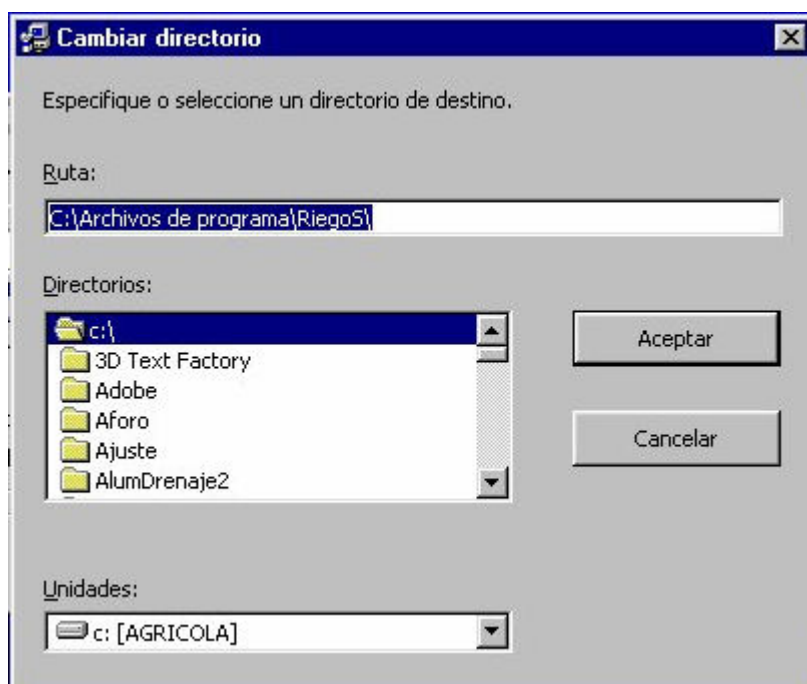 Cambiar directorio
Especifique o seleccione un directorio de destino.
Ruta:
C:\Archivos de programa\RiegoS\
Directorios:
c:\
3D Text Factory
Adobe
Aforo
Ajuste
AlumDrenaje2
Aceptar
Cancelar
Unidades:
c: [AGRICOLA]